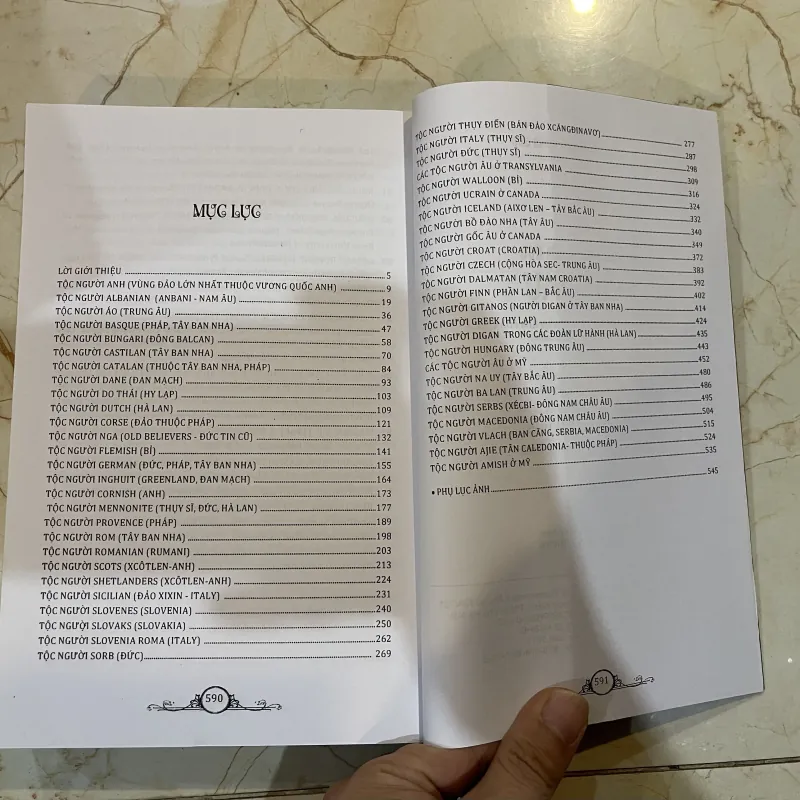 MỤC LỤC
LỜI GIỚI THIỆU ........ 5
TỘC NGƯỜI ANH (VÙNG ĐẢO LỚN NHẤT THUỘC VƯƠNG QUỐC ANH) ........ 9
TỘC NGƯỜI ALBANIAN (ANBANI - NAM ÂU) ........ 19
TỘC NGƯỜI ÁO (TRUNG ÂU) ........ 36
TỘC NGƯỜI BASQUE (PHÁP, TÂY BAN NHA) ........ 47
TỘC NGƯỜI BUNGARI (ĐÔNG BALCAN) ........ 58
TỘC NGƯỜI CASTILAN (TÂY BAN NHA) ........ 70
TỘC NGƯỜI CATALAN (THUỘC TÂY BAN NHA, PHÁP) ........ 84
TỘC NGƯỜI DANE (ĐAN MẠCH) ........ 93
TỘC NGƯỜI DO THÁI (HY LẠP) ........ 103
TỘC NGƯỜI DUTCH (HÀ LAN) ........ 109
TỘC NGƯỜI CORSE (ĐẢO THUỘC PHÁP) ........ 121
TỘC NGƯỜI NGA (OLD BELIEVERS - ĐỨC TIN CŨ) ........ 132
TỘC NGƯỜI FLEMISH (BỈ) ........ 141
TỘC NGƯỜI GERMAN (ĐỨC, PHÁP, TÂY BAN NHA) ........ 155
TỘC NGƯỜI INGHUIT (GREENLAND, ĐAN MẠCH) ........ 164
TỘC NGƯỜI CORNISH (ANH) ........ 173
TỘC NGƯỜI MENNONITE (THỤY SĨ, ĐỨC, HÀ LAN) ........ 177
TỘC NGƯỜI PROVENCE (PHÁP) ........ 189
TỘC NGƯỜI ROM (TÂY BAN NHA) ........ 198
TỘC NGƯỜI ROMANIAN (RUMANI) ........ 203
TỘC NGƯỜI SCOTS (XCÔTLEN-ANH) ........ 213
TỘC NGƯỜI SHETLANDERS (XCÔTLEN-ANH) ........ 224
TỘC NGƯỜI SICILIAN (ĐẢO XIXIN - ITALY) ........ 231
TỘC NGƯỜI SLOVENES (SLOVENIA) ........ 240
TỘC NGƯỜI SLOVAKS (SLOVAKIA) ........ 250
TỘC NGƯỜI SLOVENIA ROMA (ITALY) ........ 262
TỘC NGƯỜI SORB (ĐỨC) ........ 269
590
TỘC NGƯỜI THỤY ĐIỂN (BÁN ĐẢO XCĂNGĐINAVƠ) ........ 277
TỘC NGƯỜI ITALY (THỤY SĨ) ........ 287
TỘC NGƯỜI ĐỨC (THỤY SĨ) ........ 298
CÁC TỘC NGƯỜI ÂU Ở TRANSYLVANIA ........ 309
TỘC NGƯỜI WALLOON (BỈ) ........ 316
TỘC NGƯỜI UCRAIN Ở CANADA ........ 324
TỘC NGƯỜI ICELAND (AIXƠ LEN – TÂY BẮC ÂU) ........ 332
TỘC NGƯỜI BỒ ĐÀO NHA (TÂY ÂU) ........ 340
TỘC NGƯỜI GỐC ÂU Ở CANADA ........ 349
TỘC NGƯỜI CROAT (CROATIA) ........ 372
TỘC NGƯỜI CZECH (CỘNG HÒA SEC- TRUNG ÂU) ........ 383
TỘC NGƯỜI DALMATAN (TÂY NAM CROATIA) ........ 392
TỘC NGƯỜI FINN (PHẦN LAN – BẮC ÂU) ........ 402
TỘC NGƯỜI GITANOS (NGƯỜI DIGAN Ở TÂY BAN NHA) ........ 414
TỘC NGƯỜI GREEK (HY LẠP) ........ 424
TỘC NGƯỜI DIGAN TRONG CÁC ĐOÀN LỮ HÀNH (HÀ LAN) ........ 435
TỘC NGƯỜI HUNGARY (ĐÔNG TRUNG ÂU) ........ 443
CÁC TỘC NGƯỜI ÂU Ở MỸ ........ 452
TỘC NGƯỜI NA UY (TÂY BẮC ÂU) ........ 480
TỘC NGƯỜI BA LAN (TRUNG ÂU) ........ 486
TỘC NGƯỜI SERBS (XÉCBI- ĐÔNG NAM CHÂU ÂU) ........ 495
TỘC NGƯỜI MACEDONIA (ĐÔNG NAM CHÂU ÂU) ........ 504
TỘC NGƯỜI VLACH (BAN CĂNG, SERBIA, MACEDONIA) ........ 515
TỘC NGƯỜI AJIE (TÂN CALEDONIA- THUỘC PHÁP) ........ 524
TỘC NGƯỜI AMISH Ở MỸ ........ 535
• PHỤ LỤC ẢNH ........ 545
591